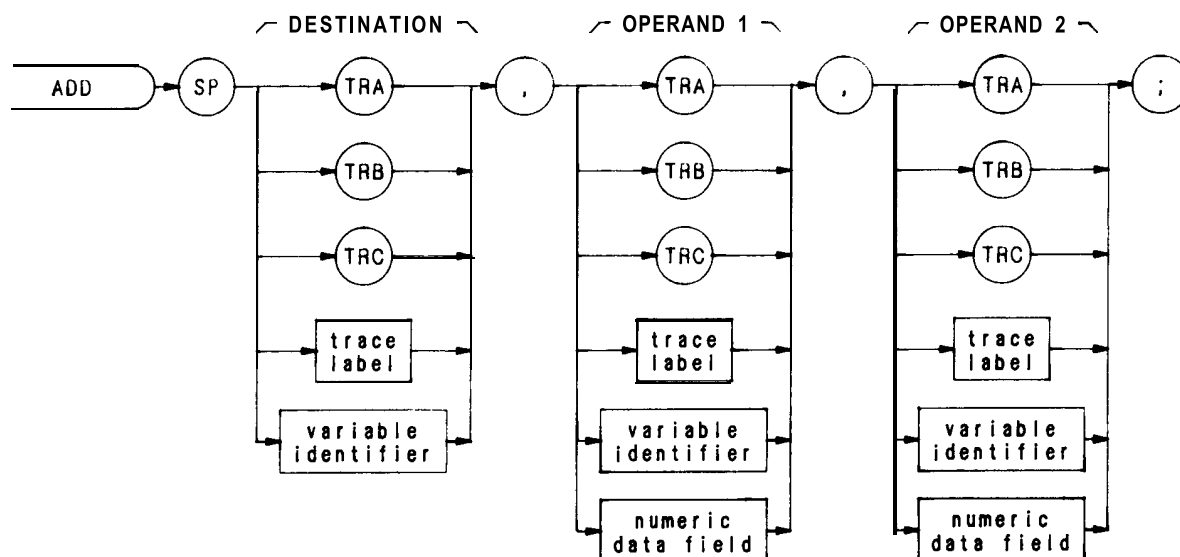 DESTINATION OPERAND 1 OPERAND 2
ADD SP TRA , TRA , TRA ;
TRB TRB TRB
TRC TRC TRC
trace trace trace
label label label
variable variable variable
identifier identifier identifier
numeric numeric
data field data field